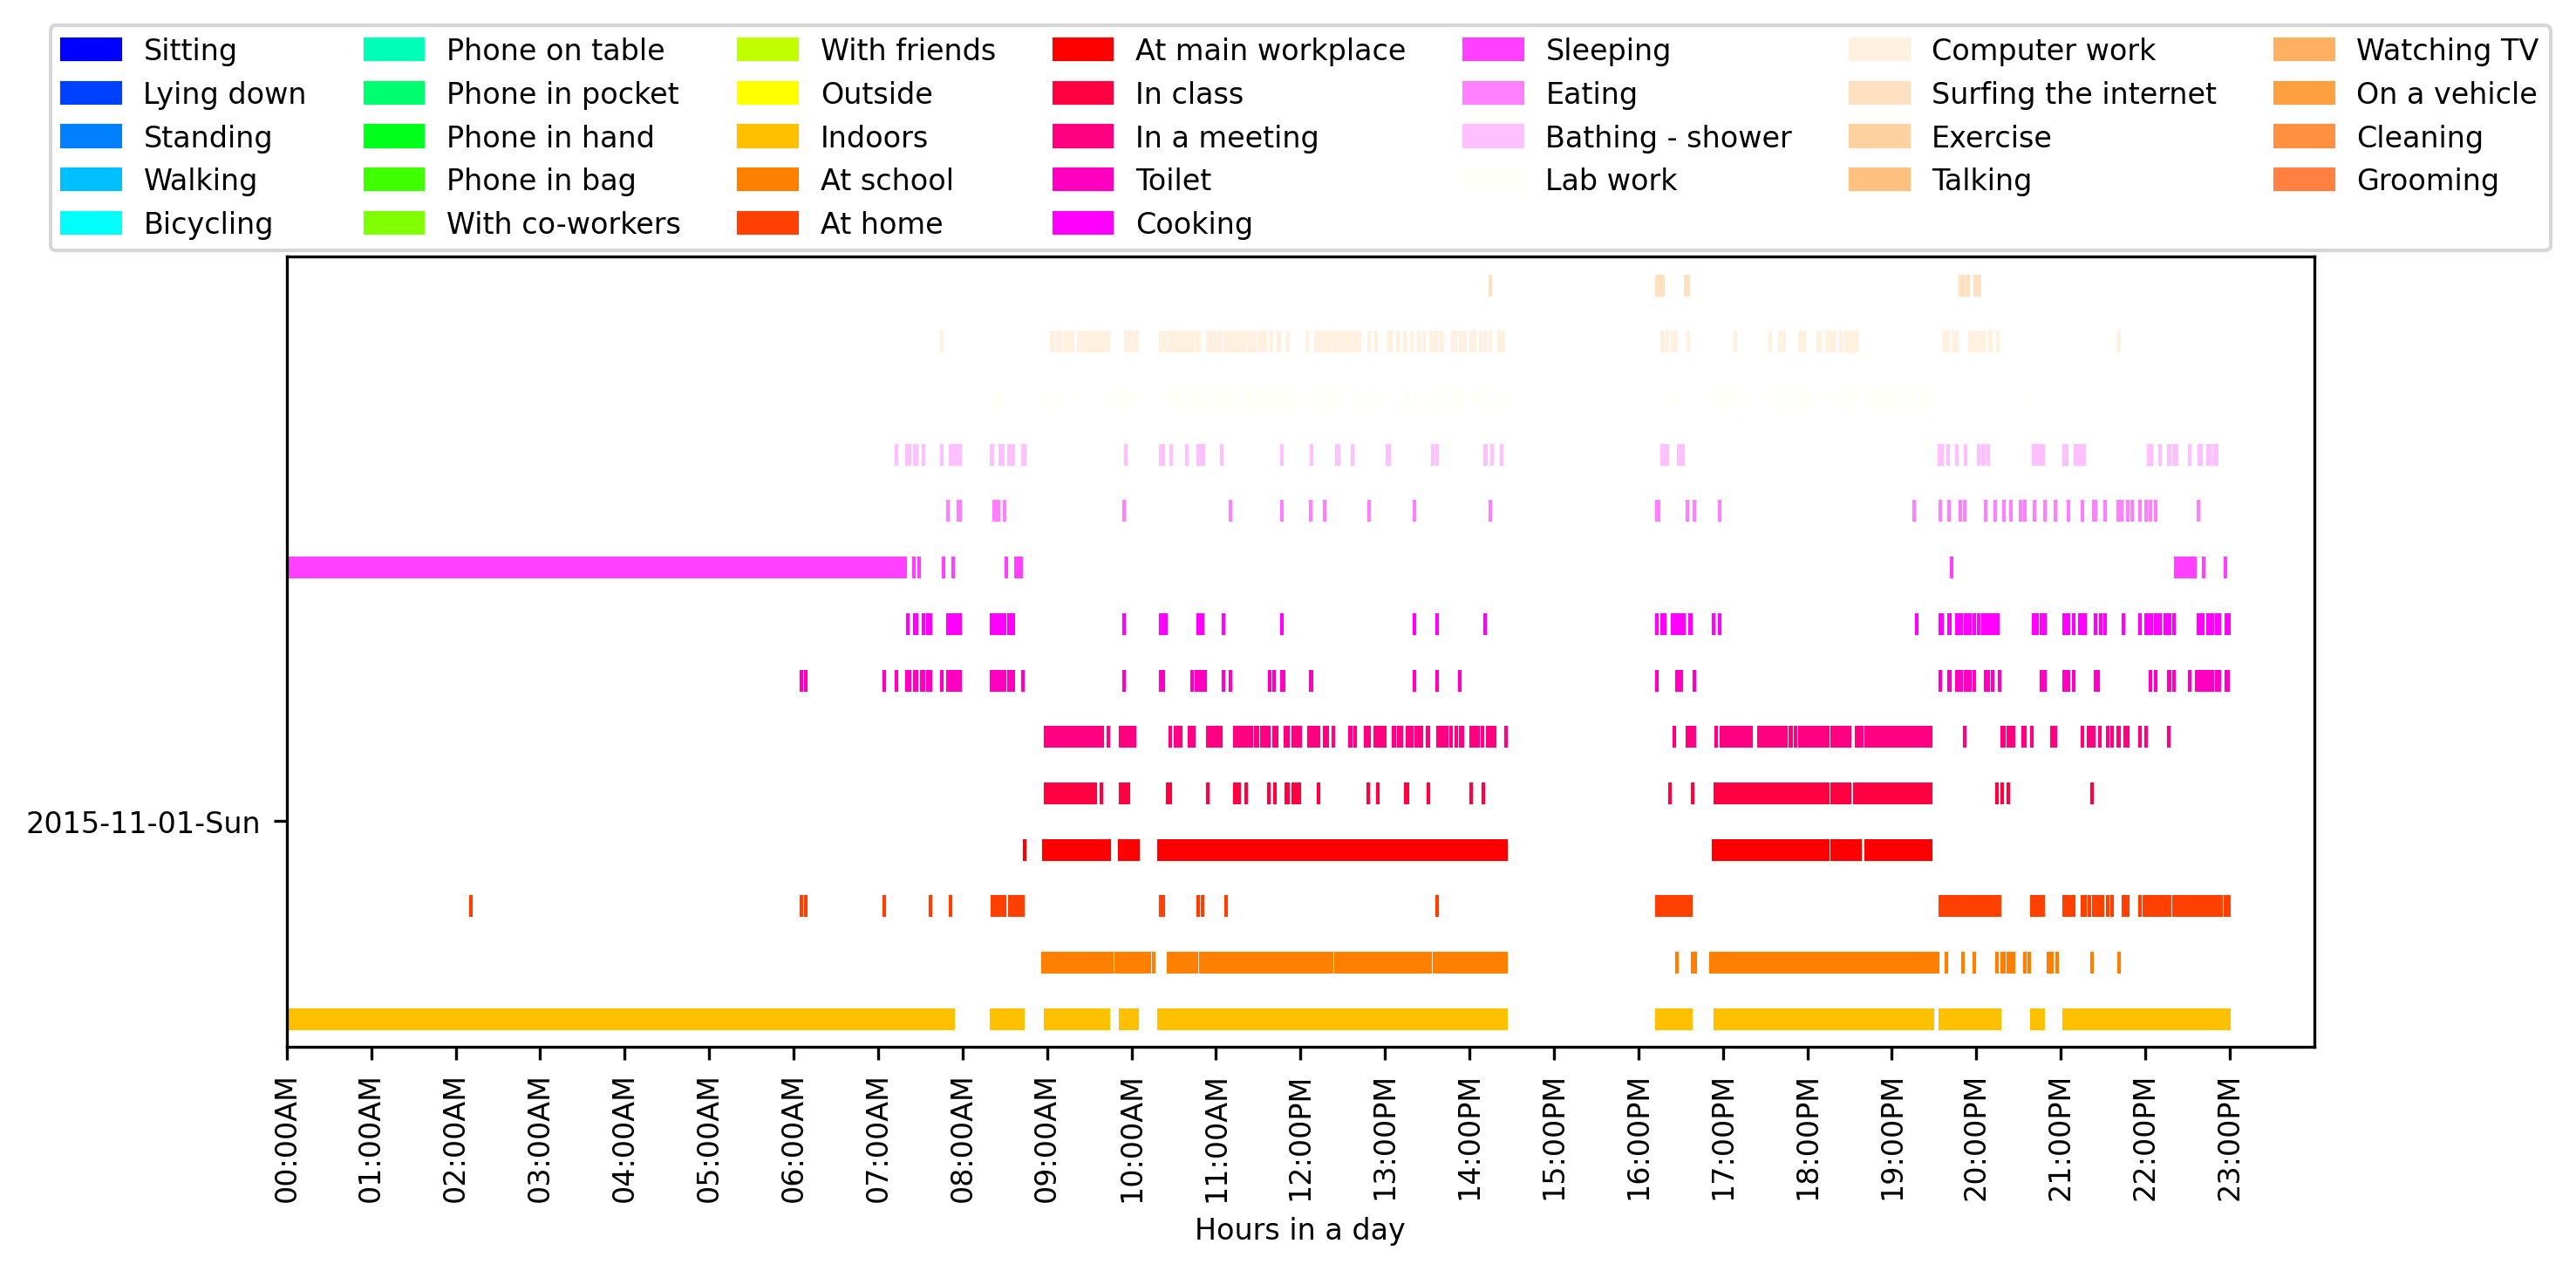 Sitting
Lying down
Standing
Walking
Bicycling
Phone on table
Phone in pocket
Phone in hand
Phone in bag
With co-workers
With friends
Outside
Indoors
At school
At home
At main workplace
In class
In a meeting
Toilet
Cooking
Sleeping
Eating
Bathing - shower
Lab work
Computer work
Surfing the internet
Exercise
Talking
Watching TV
On a vehicle
Cleaning
Grooming
2015-11-01-Sun
00:00AM
01:00AM
02:00AM
03:00AM
04:00AM
05:00AM
06:00AM
07:00AM
08:00AM
09:00AM
10:00AM
11:00AM
12:00PM
13:00PM
14:00PM
15:00PM
16:00PM
17:00PM
18:00PM
19:00PM
20:00PM
21:00PM
22:00PM
23:00PM
Hours in a day